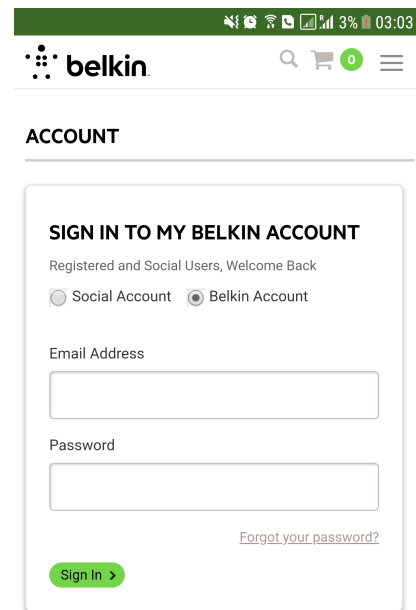 3% 03:03
belkin
0
ACCOUNT
SIGN IN TO MY BELKIN ACCOUNT
Registered and Social Users, Welcome Back
Social Account Belkin Account
Email Address
Password
Forgot your password?
Sign In